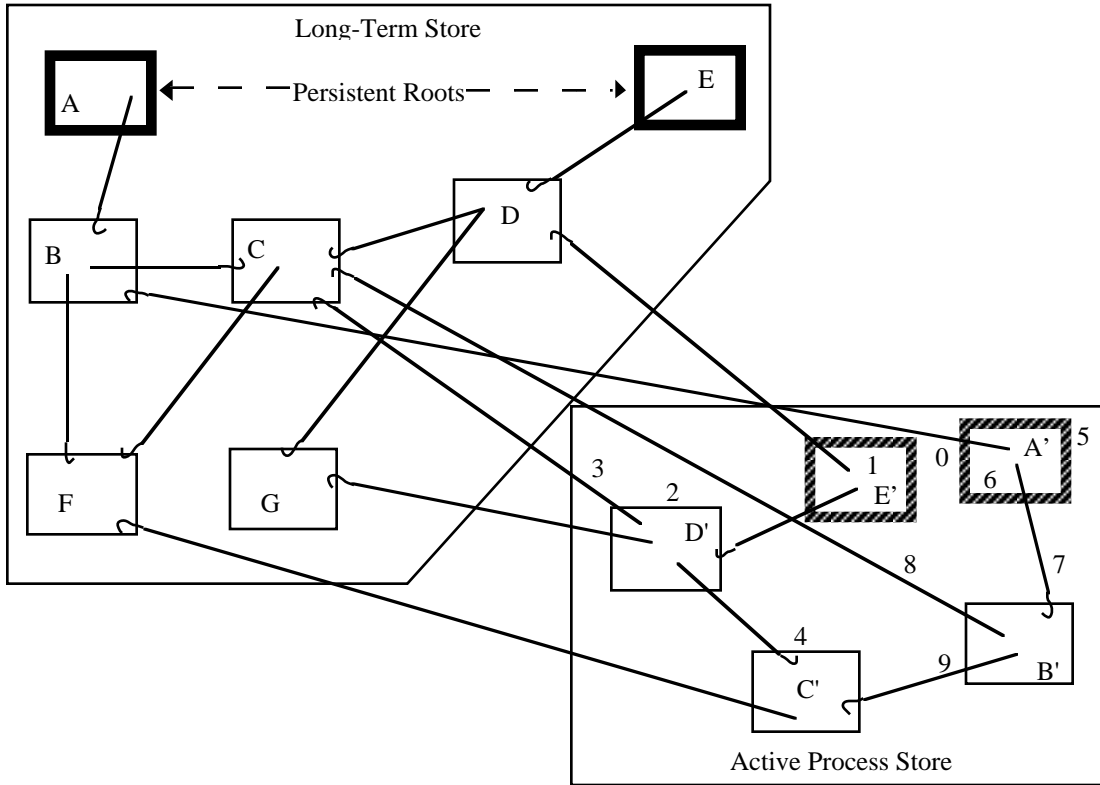 Long-Term Store
Persistent Roots
A
E
D
B
C
F
G
0
A’
5
6
1
E’
3
2
D'
8
7
4
9
C'
B'
Active Process Store